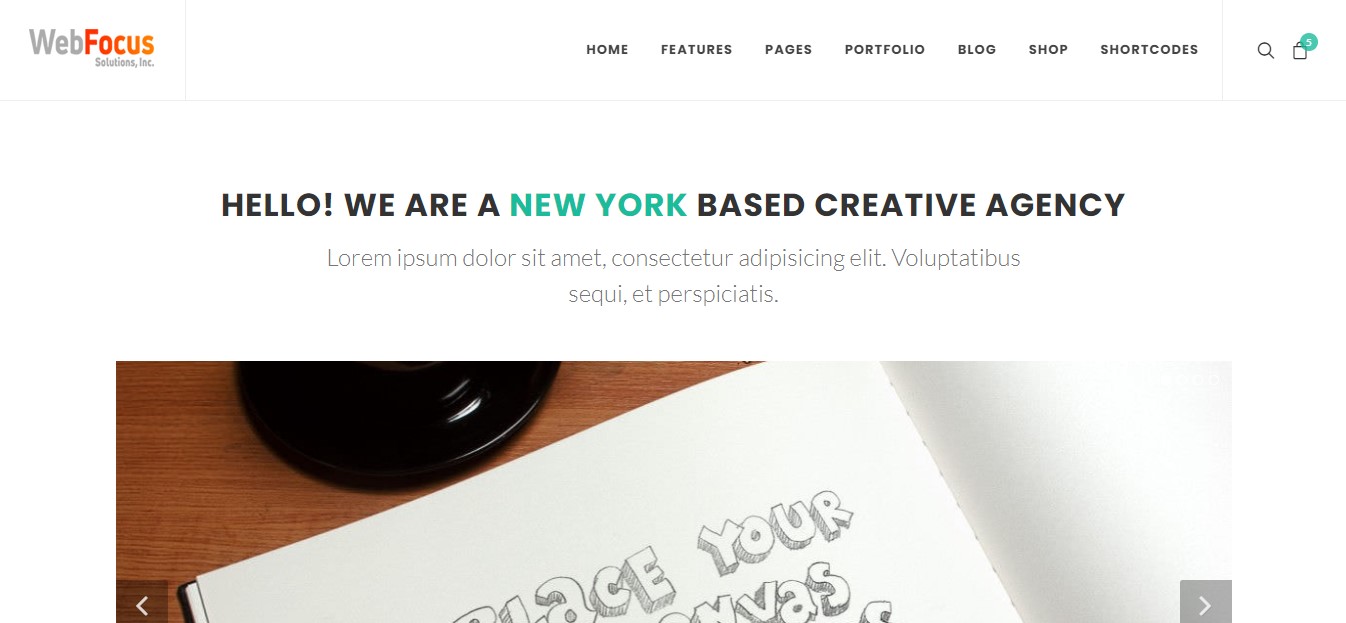 WebFocus
Solutions, Inc.
HOME FEATURES PAGES PORTFOLIO BLOG SHOP SHORTCODES
5
HELLO! WE ARE A NEW YORK BASED CREATIVE AGENCY
Lorem ipsum dolor sit amet, consectetur adipisicing elit. Voluptatibus
sequi, et perspiciatis.
PLACE YOUR